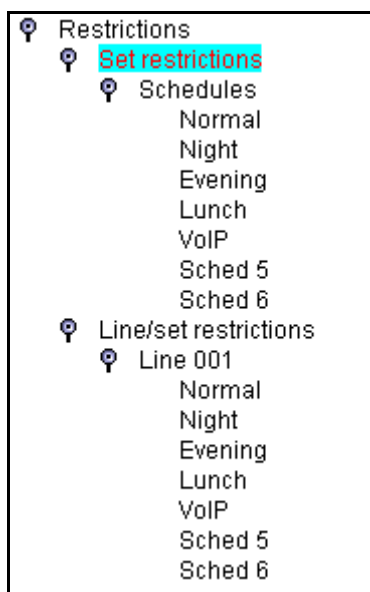 Restrictions
Set restrictions
Schedules
Normal
Night
Evening
Lunch
VoIP
Sched 5
Sched 6
Line/set restrictions
Line 001
Normal
Night
Evening
Lunch
VoIP
Sched 5
Sched 6